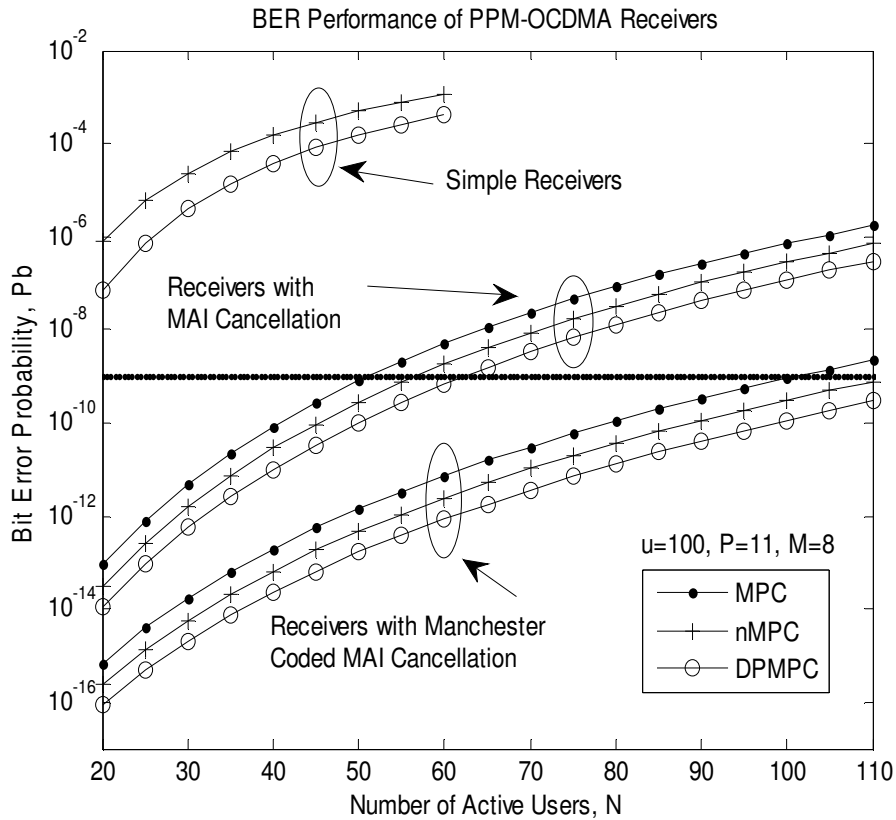 BER Performance of PPM-OCDMA Receivers
Bit Error Probability, Pb
10^-2
10^-4
10^-6
10^-8
10^-10
10^-12
10^-14
10^-16
Simple Receivers
Receivers with
MAI Cancellation
Receivers with Manchester
Coded MAI Cancellation
u=100, P=11, M=8
MPC
nMPC
DPMPC
20 30 40 50 60 70 80 90 100 110
Number of Active Users, N